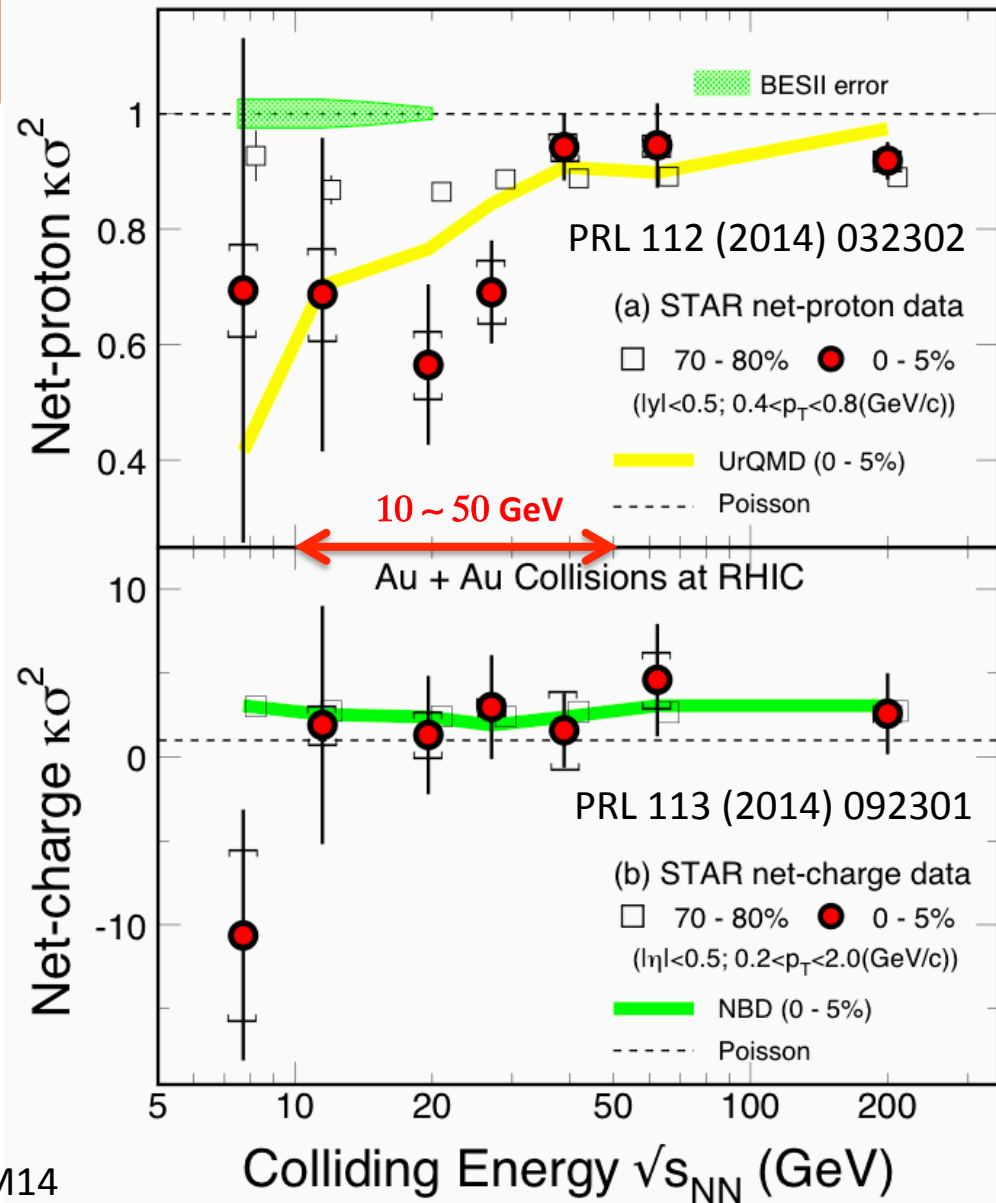 BESII error
1
0.8
0.6
0.4
Net-proton κσ²
PRL 112 (2014) 032302
(a) STAR net-proton data
70 - 80% 0 - 5%
(|y|<0.5; 0.4<p_T<0.8(GeV/c))
UrQMD (0 - 5%)
Poisson
10 ~ 50 GeV
Au + Au Collisions at RHIC
10
0
-10
Net-charge κσ²
PRL 113 (2014) 092301
(b) STAR net-charge data
70 - 80% 0 - 5%
(|η|<0.5; 0.2<p_T<2.0(GeV/c))
NBD (0 - 5%)
Poisson
5 10 20 50 100 200
Colliding Energy √s_NN (GeV)
M14